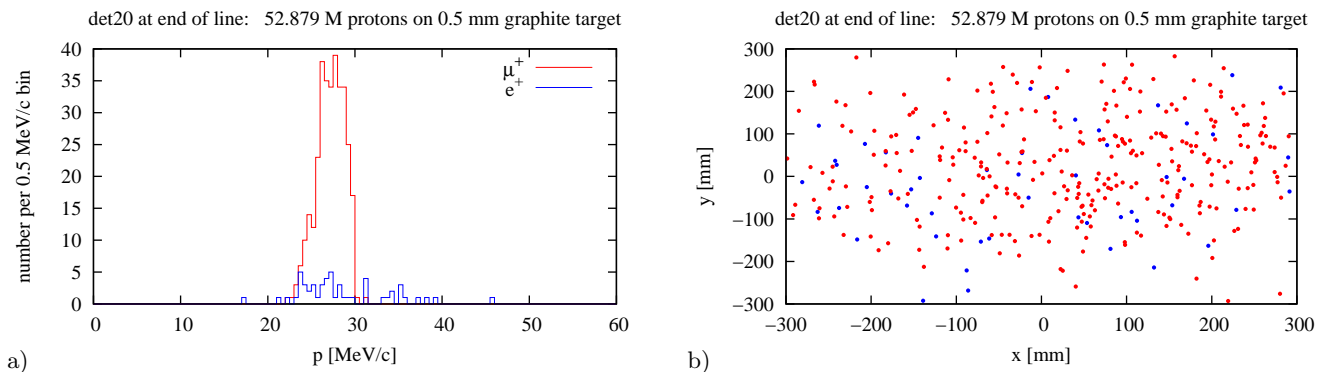 det20 at end of line: 52.879 M protons on 0.5 mm graphite target
number per 0.5 MeV/c bin
40
35
30
25
20
15
10
5
0
μ+
e+
0 10 20 30 40 50 60
p [MeV/c]
a)
det20 at end of line: 52.879 M protons on 0.5 mm graphite target
y [mm]
300
200
100
0
−100
−200
−300
−300 −200 −100 0 100 200 300
x [mm]
b)